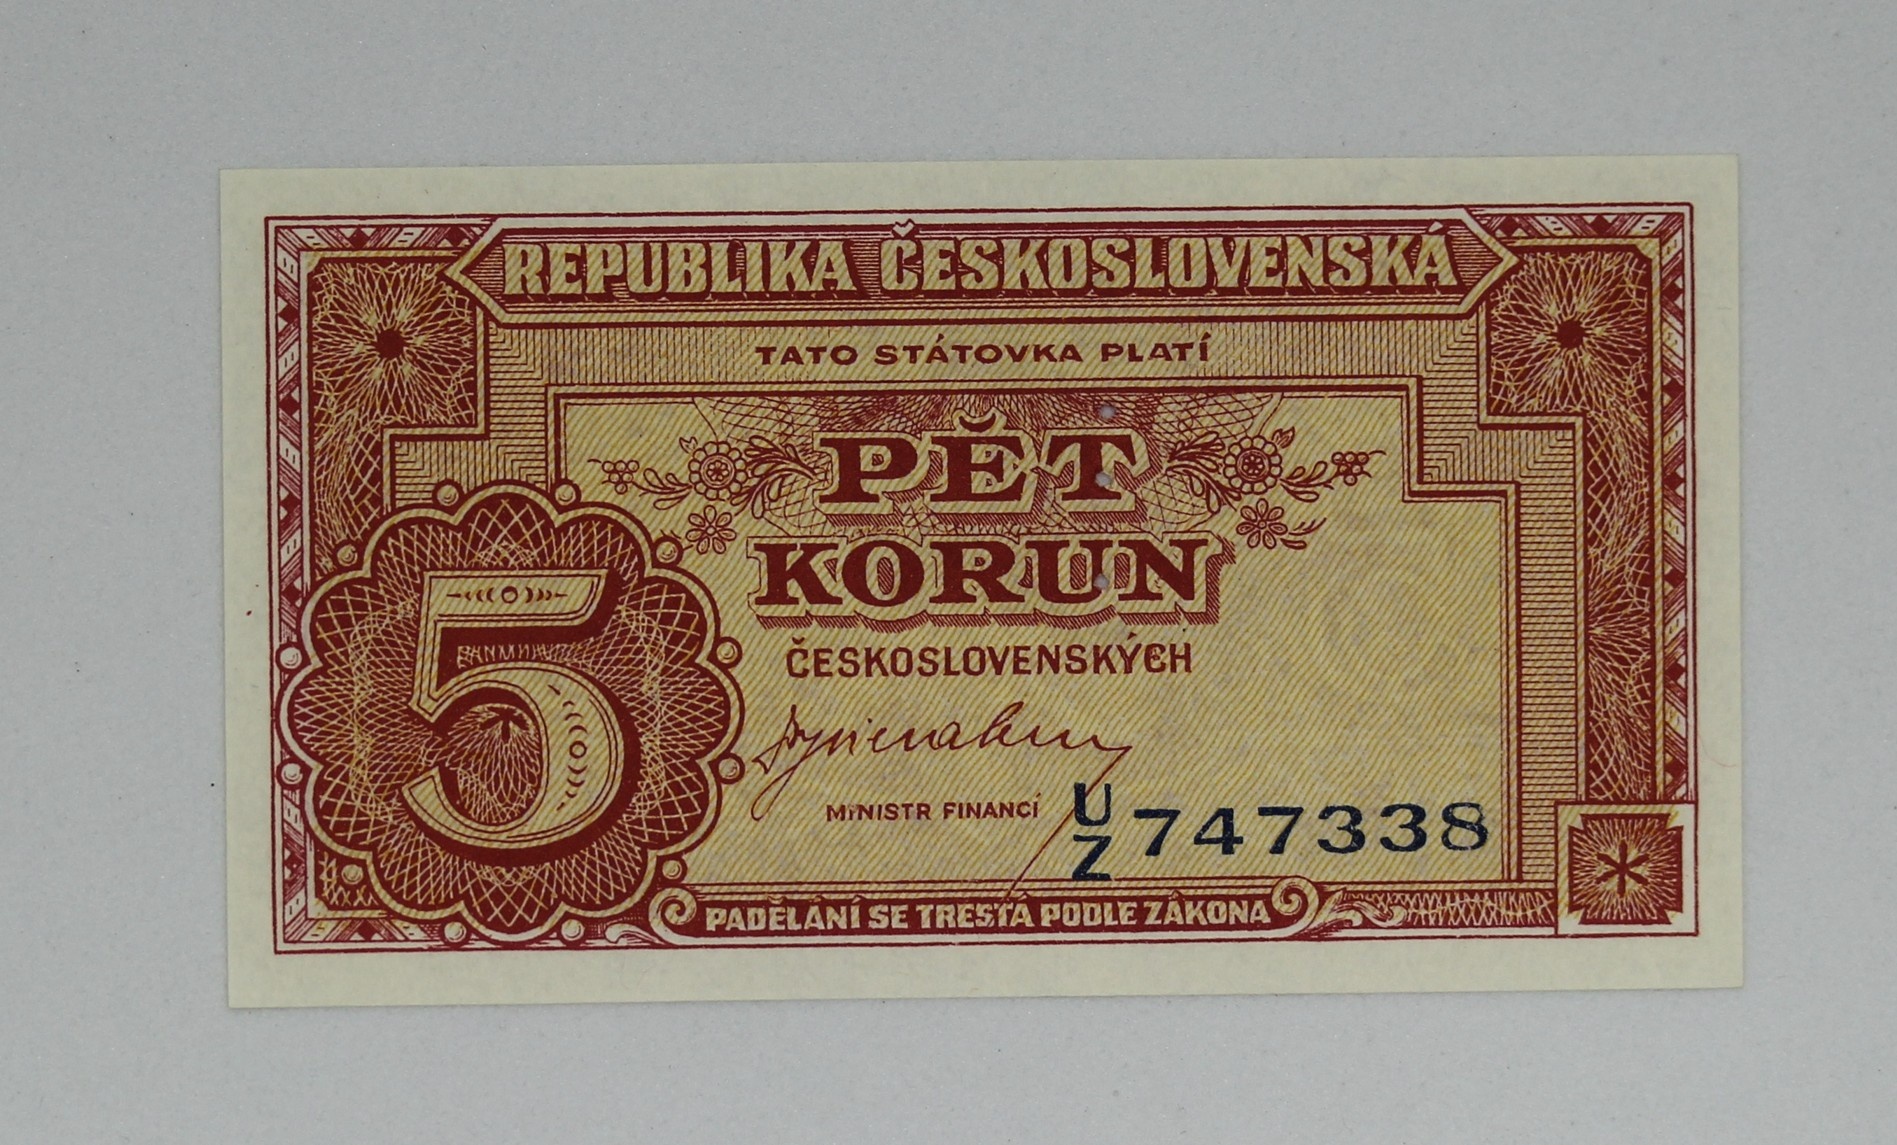 REPUBLIKA ČESKOSLOVENSKÁ
TATO STÁTOVKA PLATÍ
PĚT
KORUN
ČESKOSLOVENSKÝCH
5
MINISTR FINANCÍ
U/Z 747338
PADĚLÁNÍ SE TRESTÁ PODLE ZÁKONA